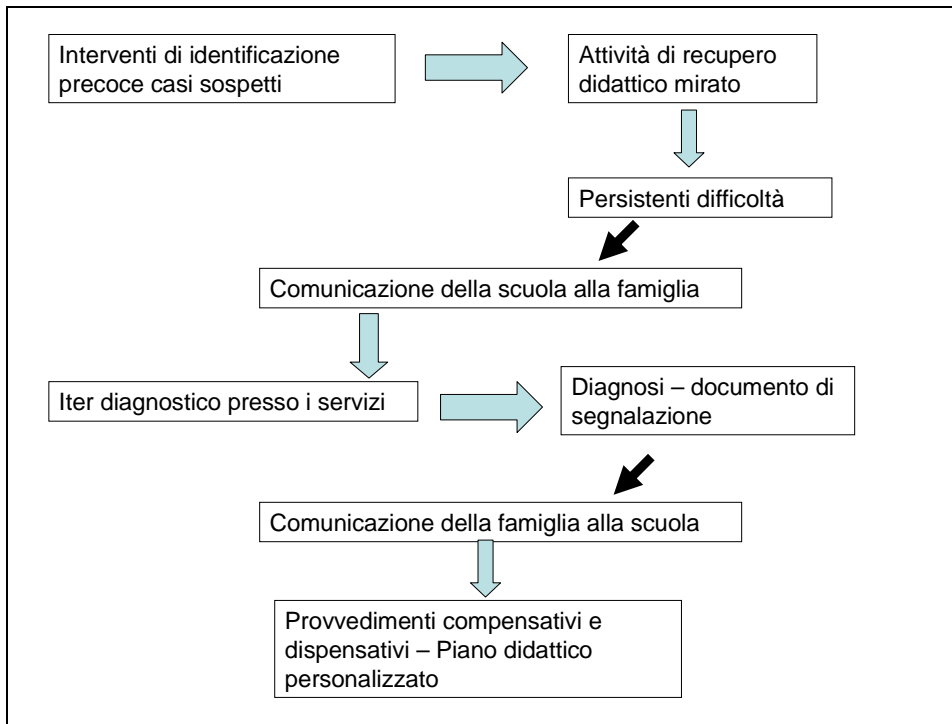 Interventi di identificazione
precoce casi sospetti
Attività di recupero
didattico mirato
Persistenti difficoltà
Comunicazione della scuola alla famiglia
Iter diagnostico presso i servizi
Diagnosi – documento di
segnalazione
Comunicazione della famiglia alla scuola
Provvedimenti compensativi e
dispensativi – Piano didattico
personalizzato